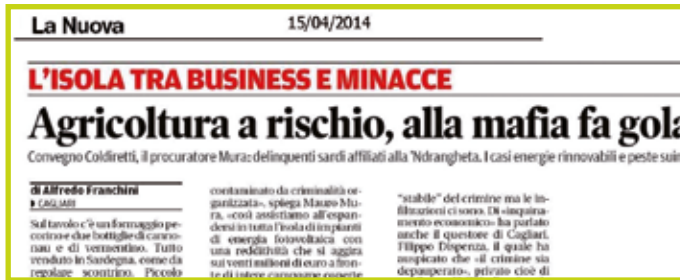 La Nuova
15/04/2014
L'ISOLA TRA BUSINESS E MINACCE
Agricoltura a rischio, alla mafia fa gola
Convegno Coldiretti, il procuratore Mura: delinquenti sardi affiliati alla 'Ndrangheta. I casi energie rinnovabili e peste suin
di Alfredo Franchini
CAGLIARI
Sul tavolo c'è un formaggio pe-
corino e due bottiglie di canno-
nau e di vermentino. Tutto
venduto in Sardegna, come da
regolare scontrino. Piccolo
contaminato da criminalità or-
ganizzata», spiega Mauro Mu-
ra, «così assistiamo all'espan-
dersi in tutta l'isola di impianti
di energia fotovoltaica con
una redditività che si aggira
sui venti milioni di euro a fron-
te di intere campagne coperte
"stabile" del crimine ma le in-
filtrazioni ci sono. Di «inquina-
mento economico» ha parlato
anche il questore di Cagliari,
Filippo Dispenza, il quale ha
auspicato che «il crimine sia
depauperato», privato cioè di